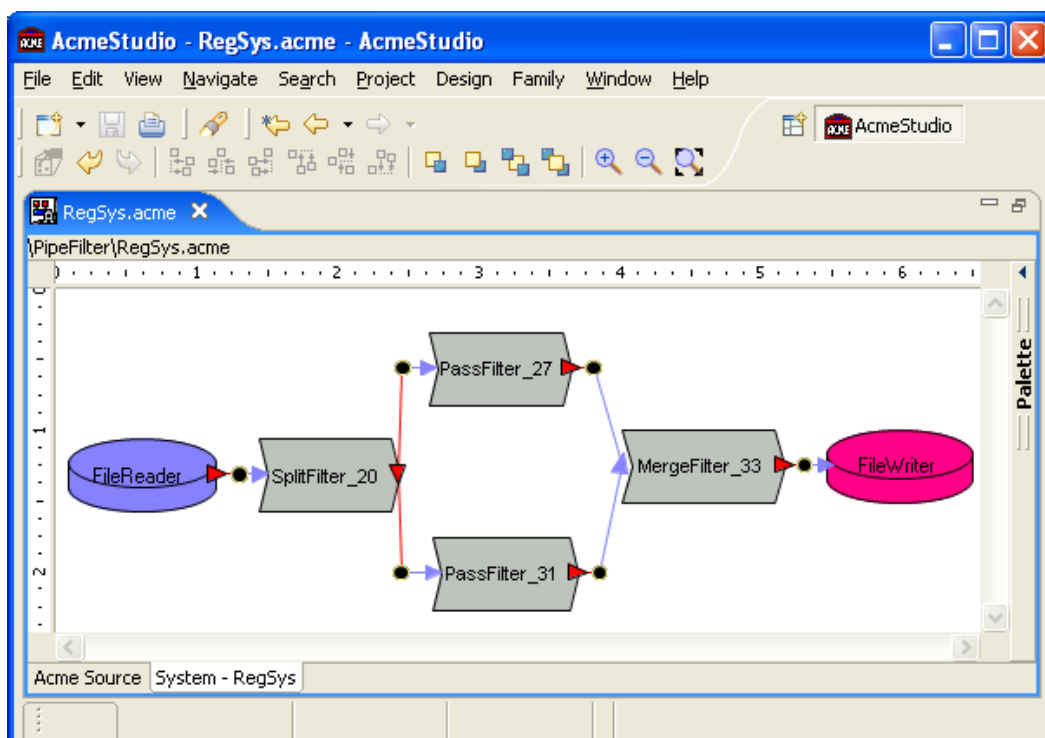 AcmeStudio - RegSys.acme - AcmeStudio
File Edit View Navigate Search Project Design Family Window Help
ACME AcmeStudio
RegSys.acme
\PipeFilter\RegSys.acme
0 1 2 3 4 5 6
0
1
2
Palette
PassFilter_27
FileReader
SplitFilter_20
MergeFilter_33
FileWriter
PassFilter_31
Acme Source System - RegSys